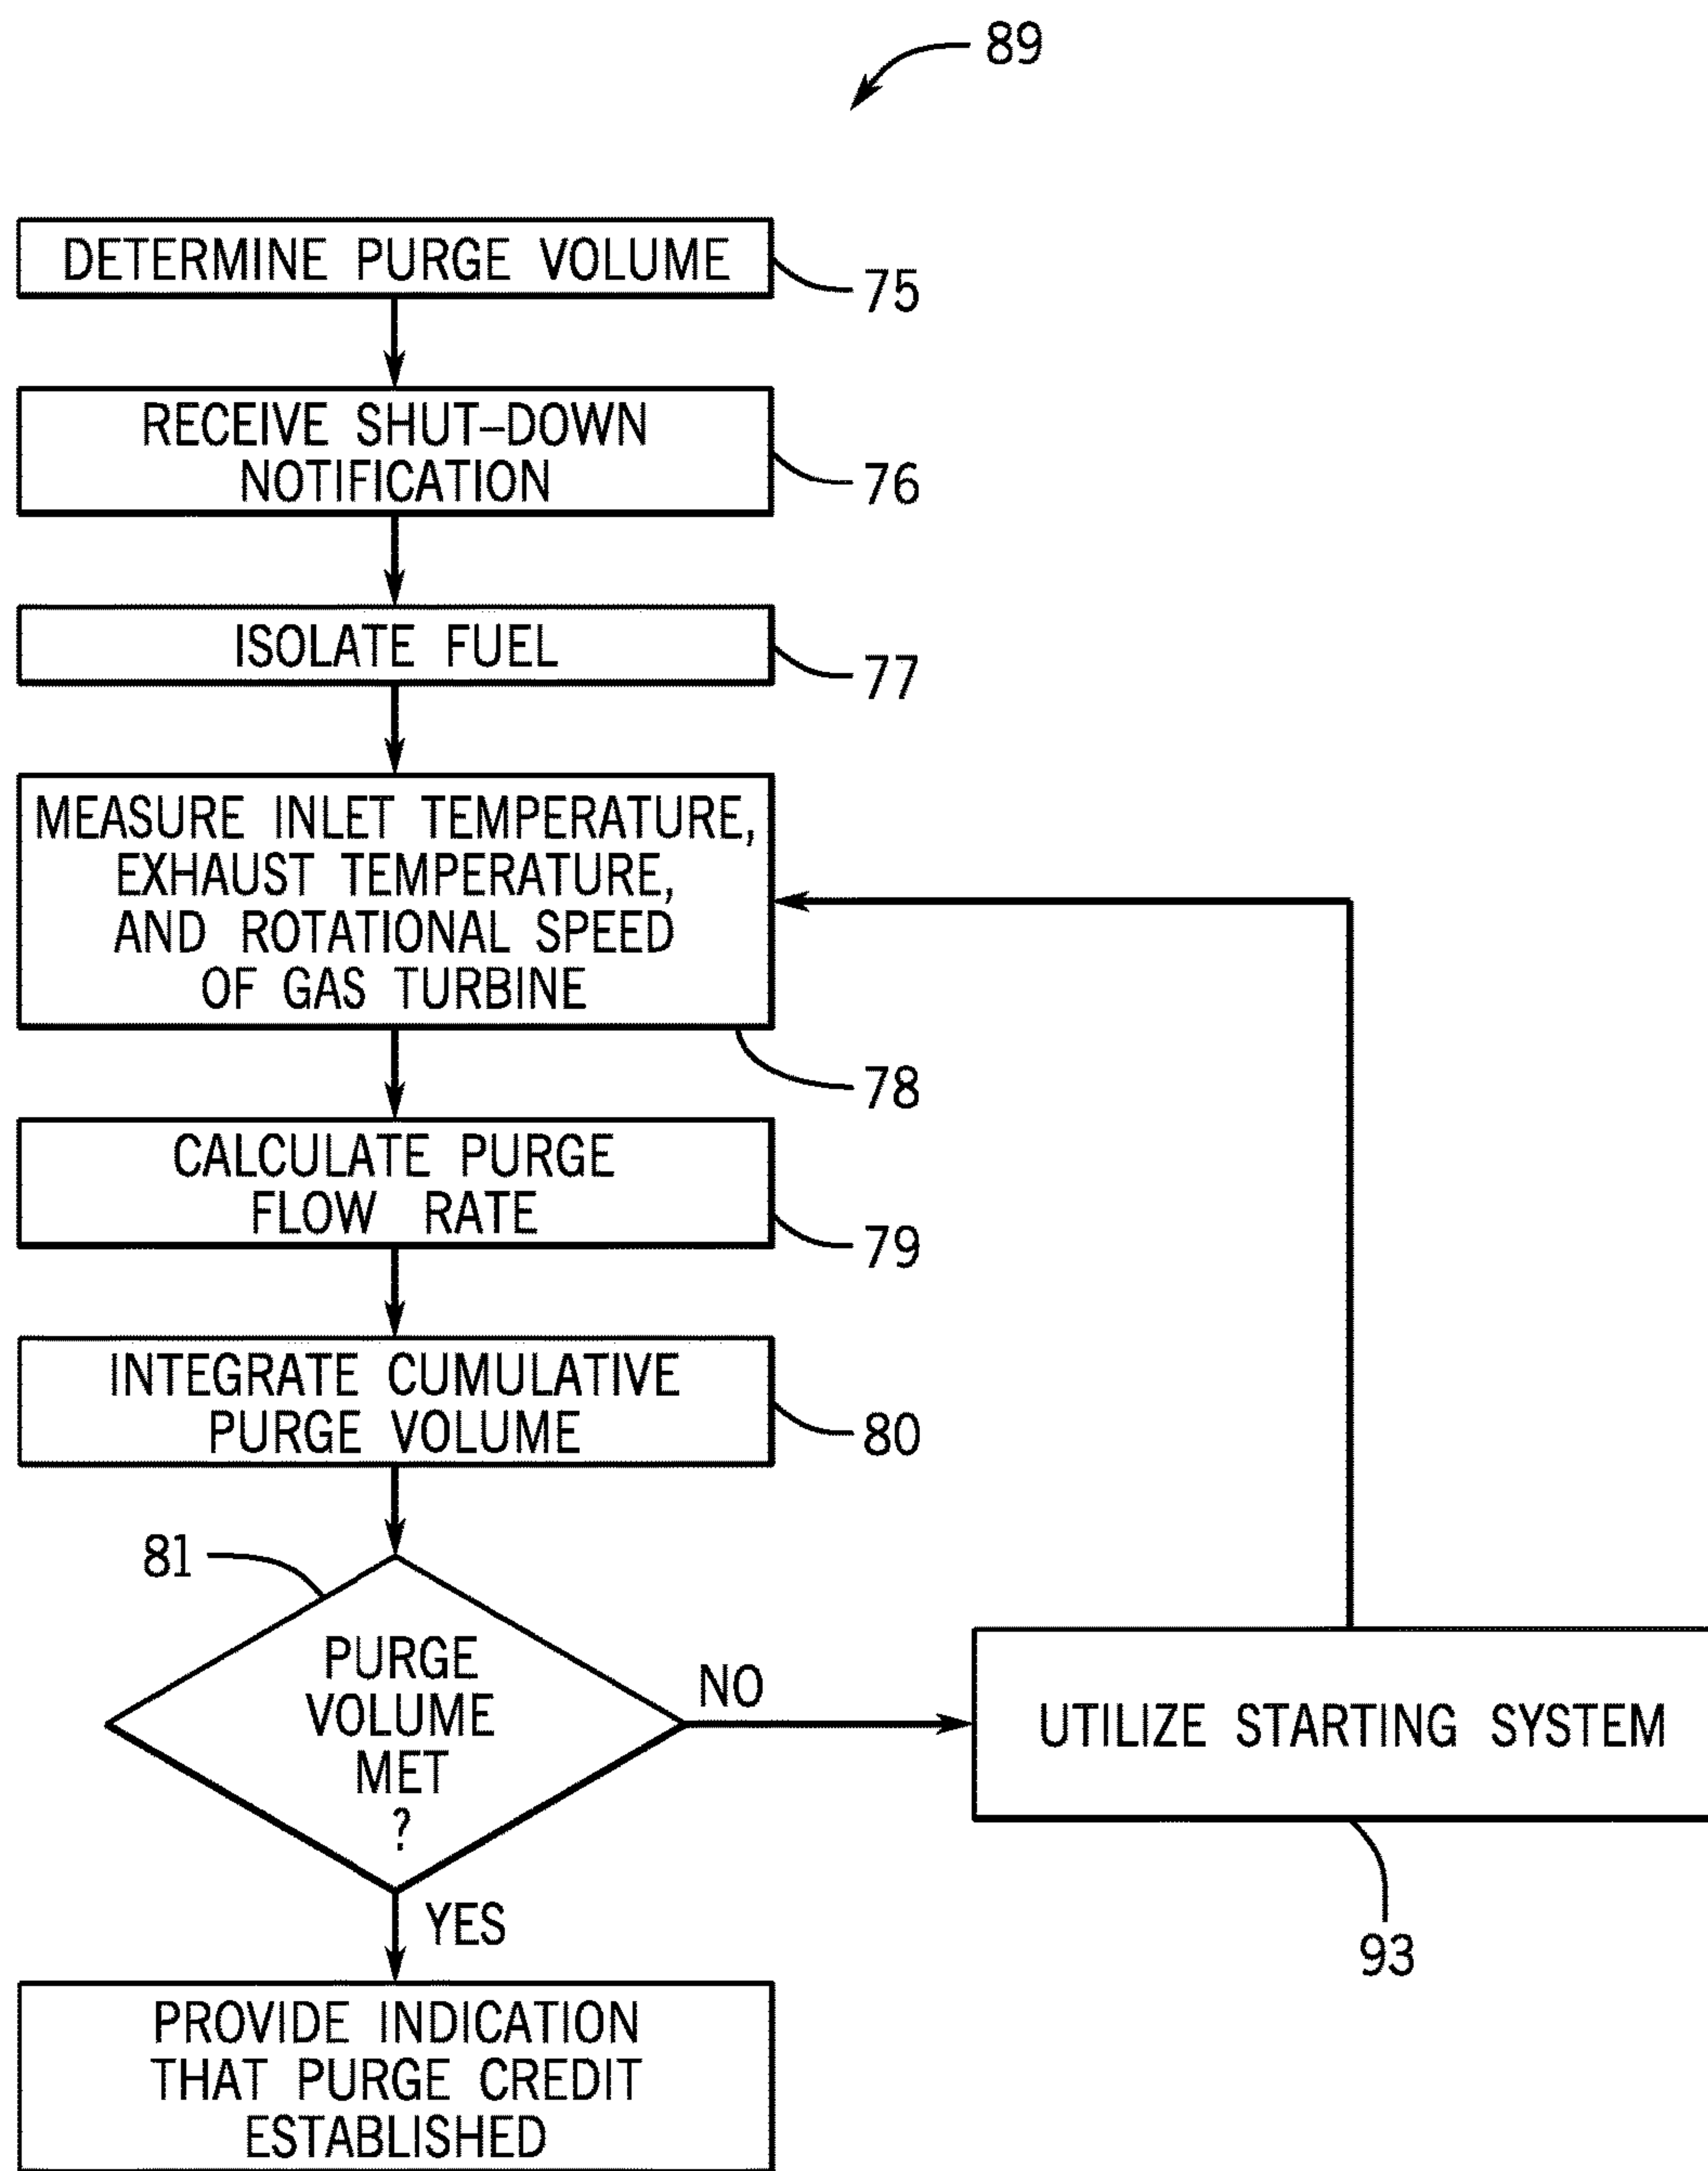 89
DETERMINE PURGE VOLUME
75
RECEIVE SHUT-DOWN
NOTIFICATION
76
ISOLATE FUEL
77
MEASURE INLET TEMPERATURE,
EXHAUST TEMPERATURE,
AND ROTATIONAL SPEED
OF GAS TURBINE
78
CALCULATE PURGE
FLOW RATE
79
INTEGRATE CUMULATIVE
PURGE VOLUME
80
81
PURGE
VOLUME
MET
?
NO
UTILIZE STARTING SYSTEM
93
YES
PROVIDE INDICATION
THAT PURGE CREDIT
ESTABLISHED